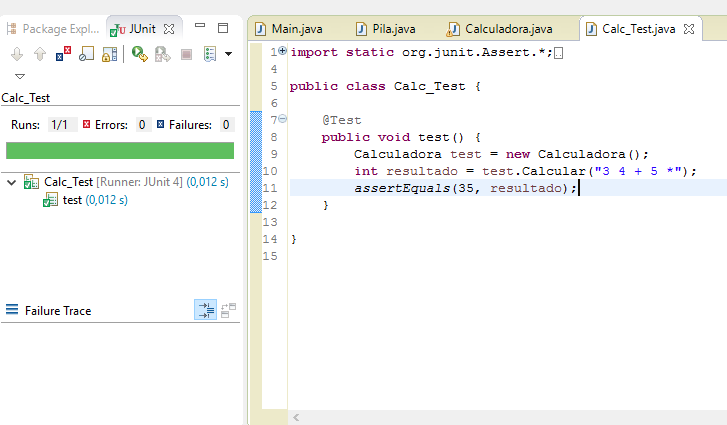 Package Expl... JUnit
Main.java Pila.java Calculadora.java Calc_Test.java
Calc_Test
Runs: 1/1 Errors: 0 Failures: 0
Calc_Test [Runner: JUnit 4] (0,012 s)
test (0,012 s)
Failure Trace
1 import static org.junit.Assert.*;
4
5 public class Calc_Test {
6
7 @Test
8 public void test() {
9 Calculadora test = new Calculadora();
10 int resultado = test.Calcular("3 4 + 5 *");
11 assertEquals(35, resultado);
12 }
13
14 }
15